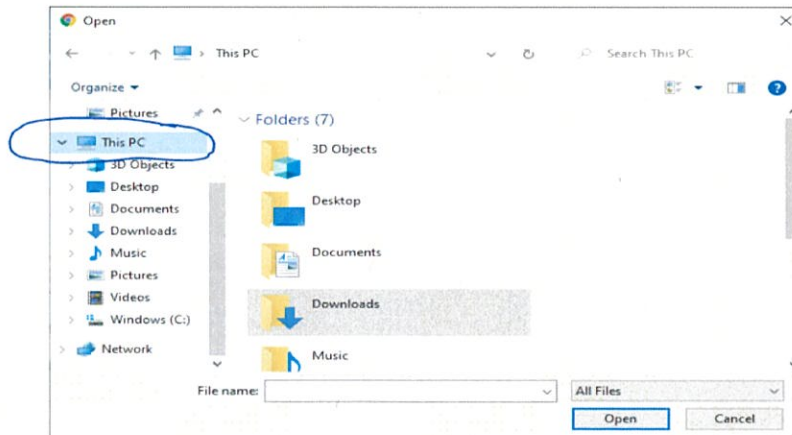 Open
This PC
Search This PC
Organize
Pictures
This PC
3D Objects
Desktop
Documents
Downloads
Music
Pictures
Videos
Windows (C:)
Network
Folders (7)
3D Objects
Desktop
Documents
Downloads
Music
File name:
All Files
Open
Cancel